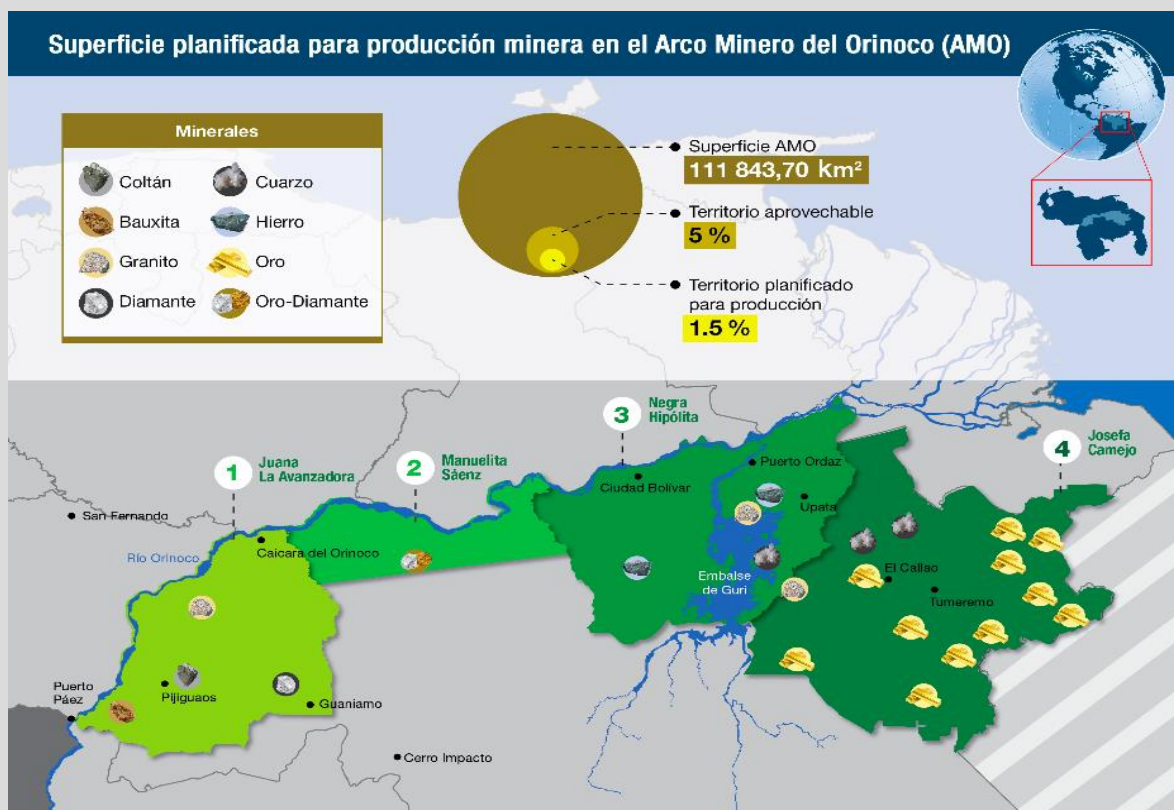 Superficie planificada para producción minera en el Arco Minero del Orinoco (AMO)
Minerales
Coltán
Cuarzo
Bauxita
Hierro
Granito
Oro
Diamante
Oro-Diamante
Superficie AMO
111 843,70 km²
Territorio aprovechable
5 %
Territorio planificado
para producción
1.5 %
1
Juana
La Avanzadora
2
Manuelita
Sáenz
3
Negra
Hipólita
4
Josefa
Camejo
San Fernando
Río Orinoco
Caicara del Orinoco
Ciudad Bolívar
Puerto Ordaz
Upata
Embalse
de Guri
El Callao
Tumeremo
Puerto
Páez
Pijiguaos
Guaniamo
Cerro Impacto